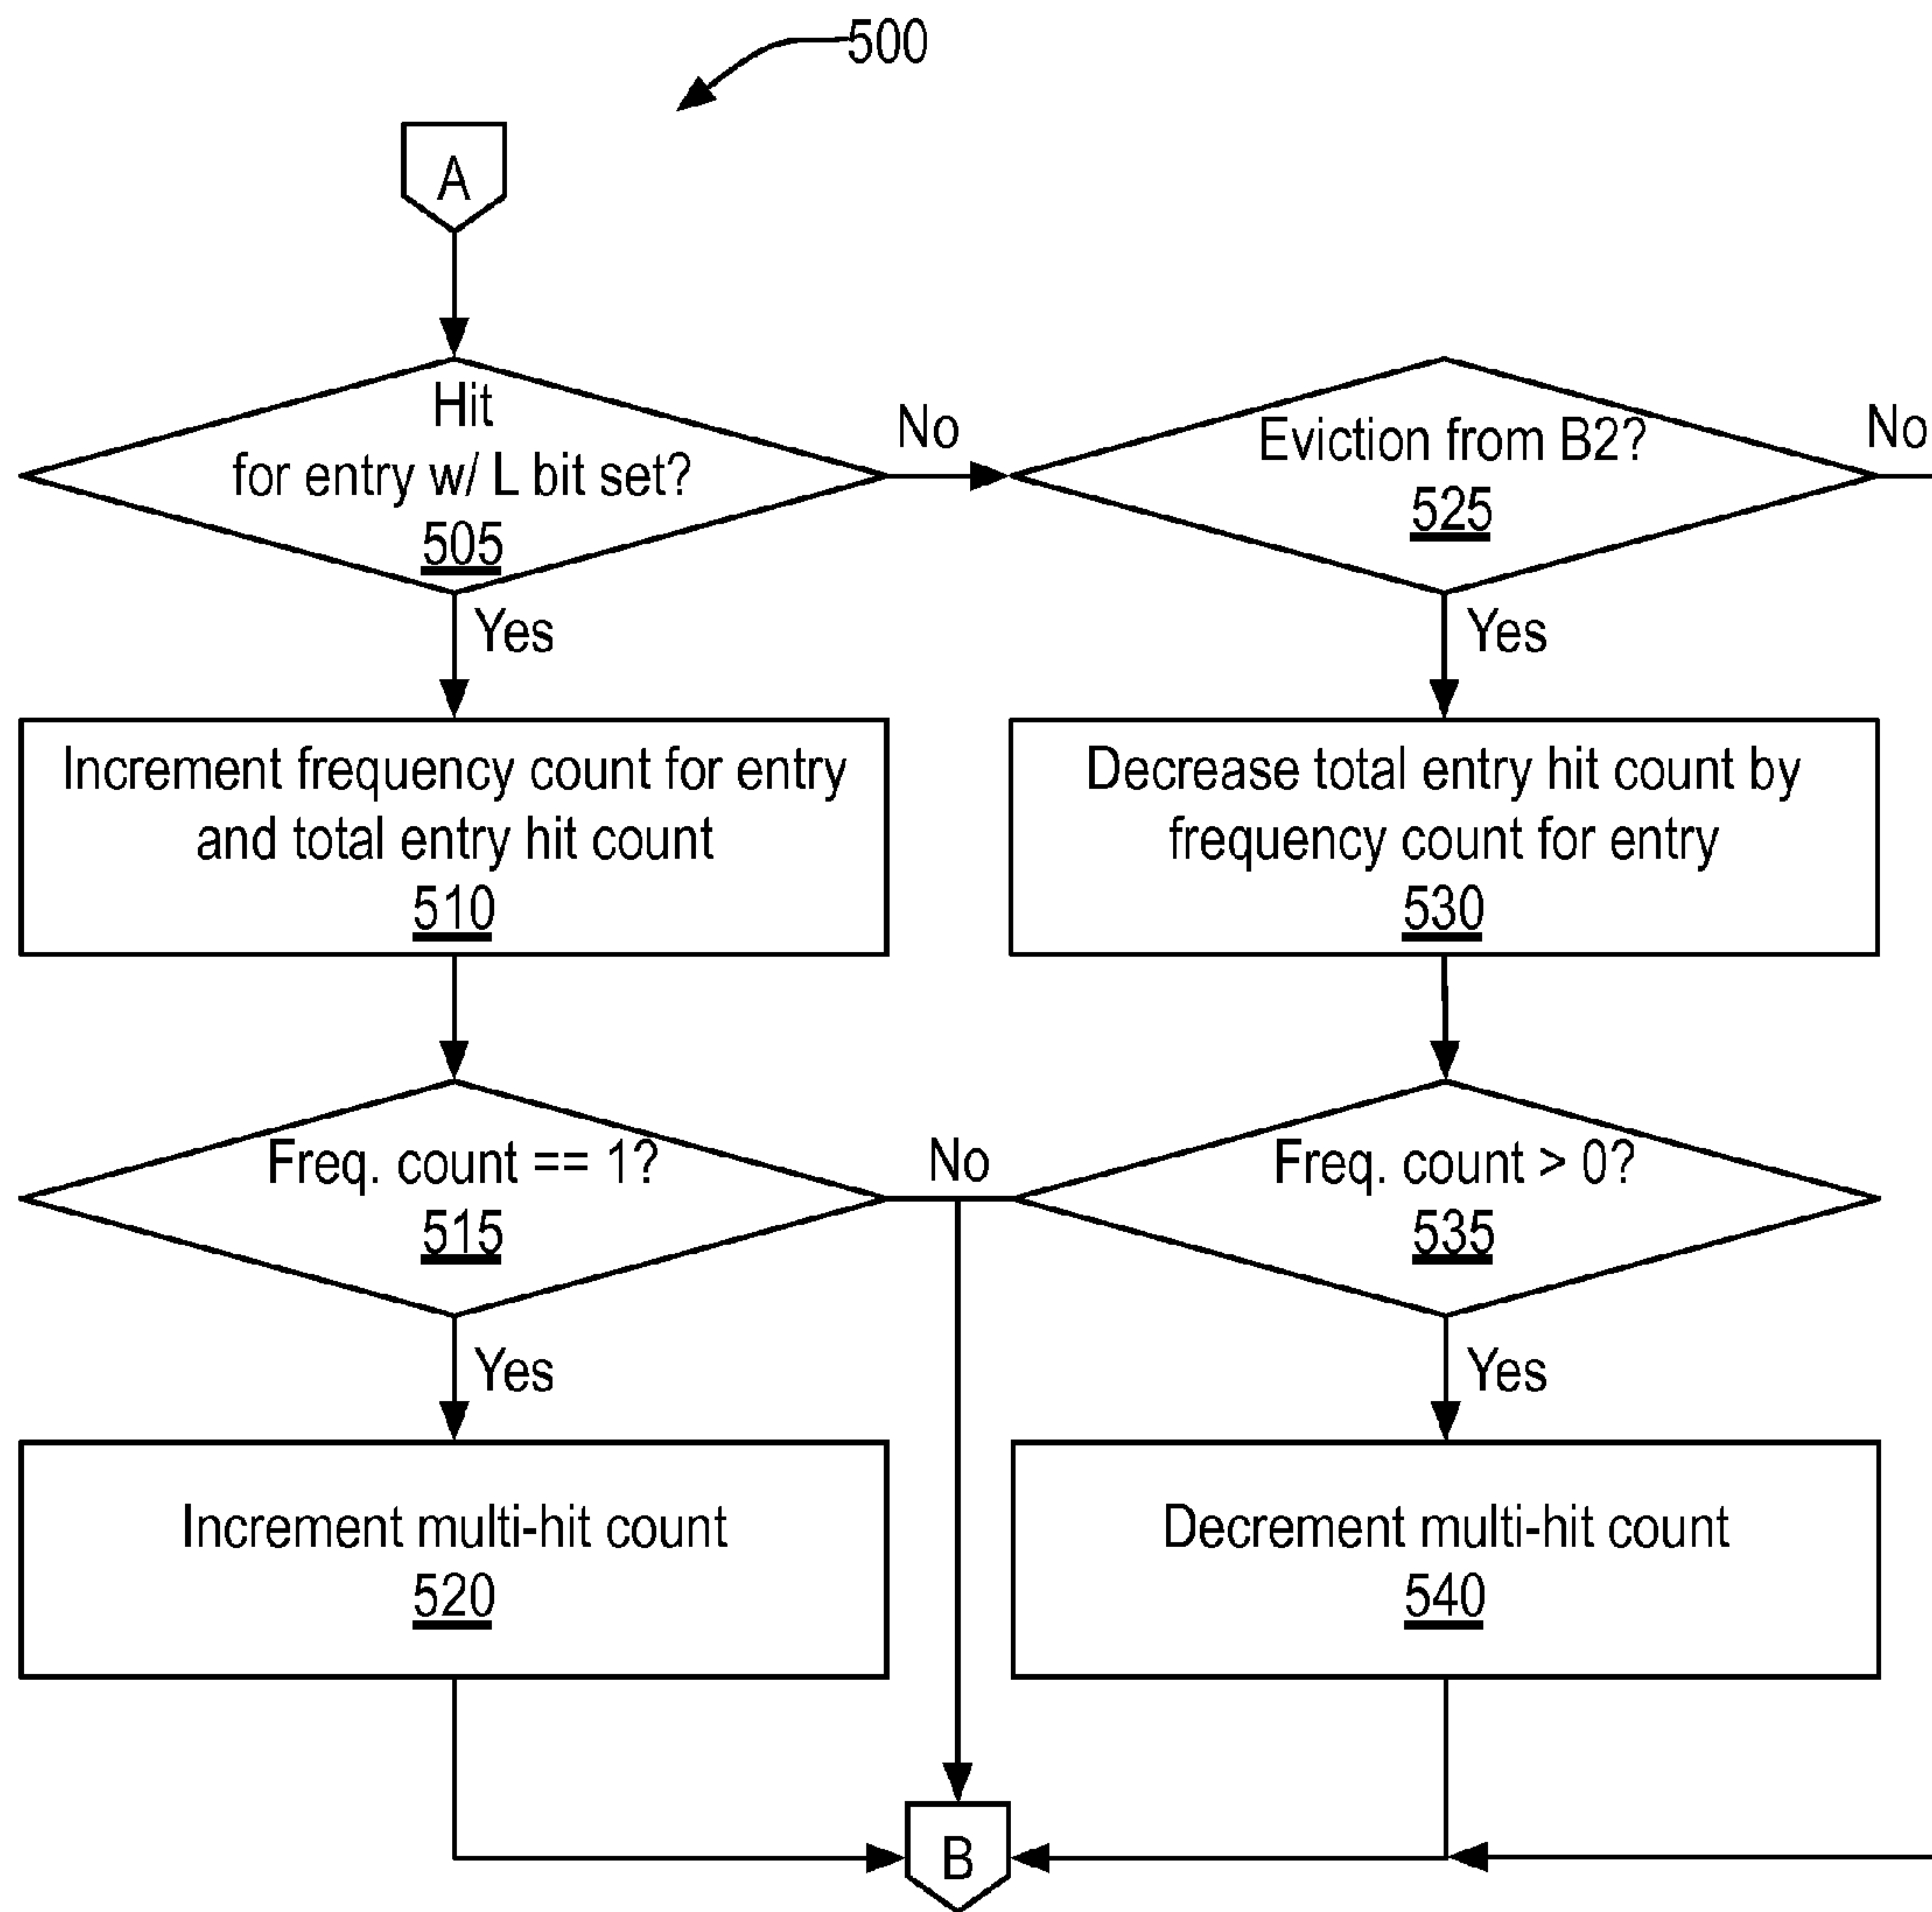 500
A
Hit
for entry w/ L bit set?
505
No
Eviction from B2?
525
No
Yes
Yes
Increment frequency count for entry
and total entry hit count
510
Decrease total entry hit count by
frequency count for entry
530
Freq. count == 1?
515
No
Freq. count > 0?
535
Yes
Yes
Increment multi-hit count
520
Decrement multi-hit count
540
B